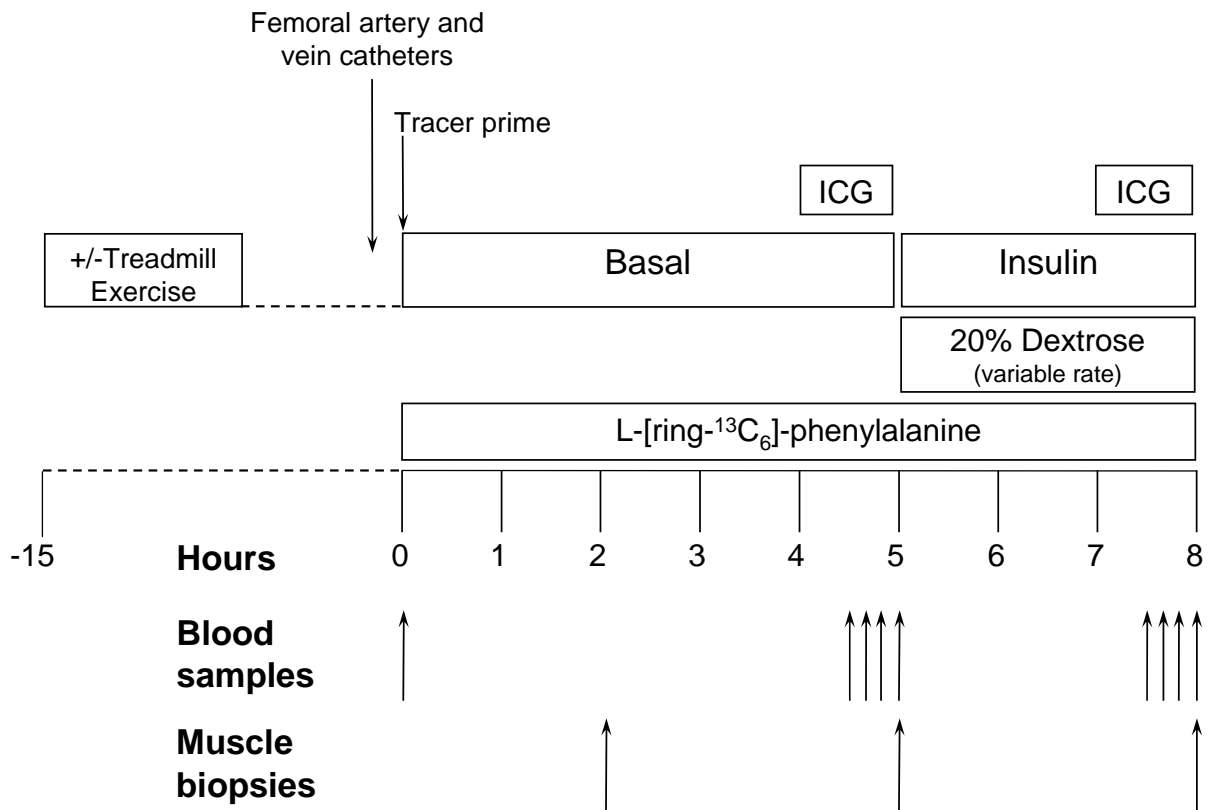 Femoral artery and
vein catheters
Tracer prime
ICG
ICG
+/-Treadmill
Exercise
Basal
Insulin
20% Dextrose
(variable rate)
L-[ring-¹³C₆]-phenylalanine
-15
Hours
0
1
2
3
4
5
6
7
8
Blood
samples
Muscle
biopsies